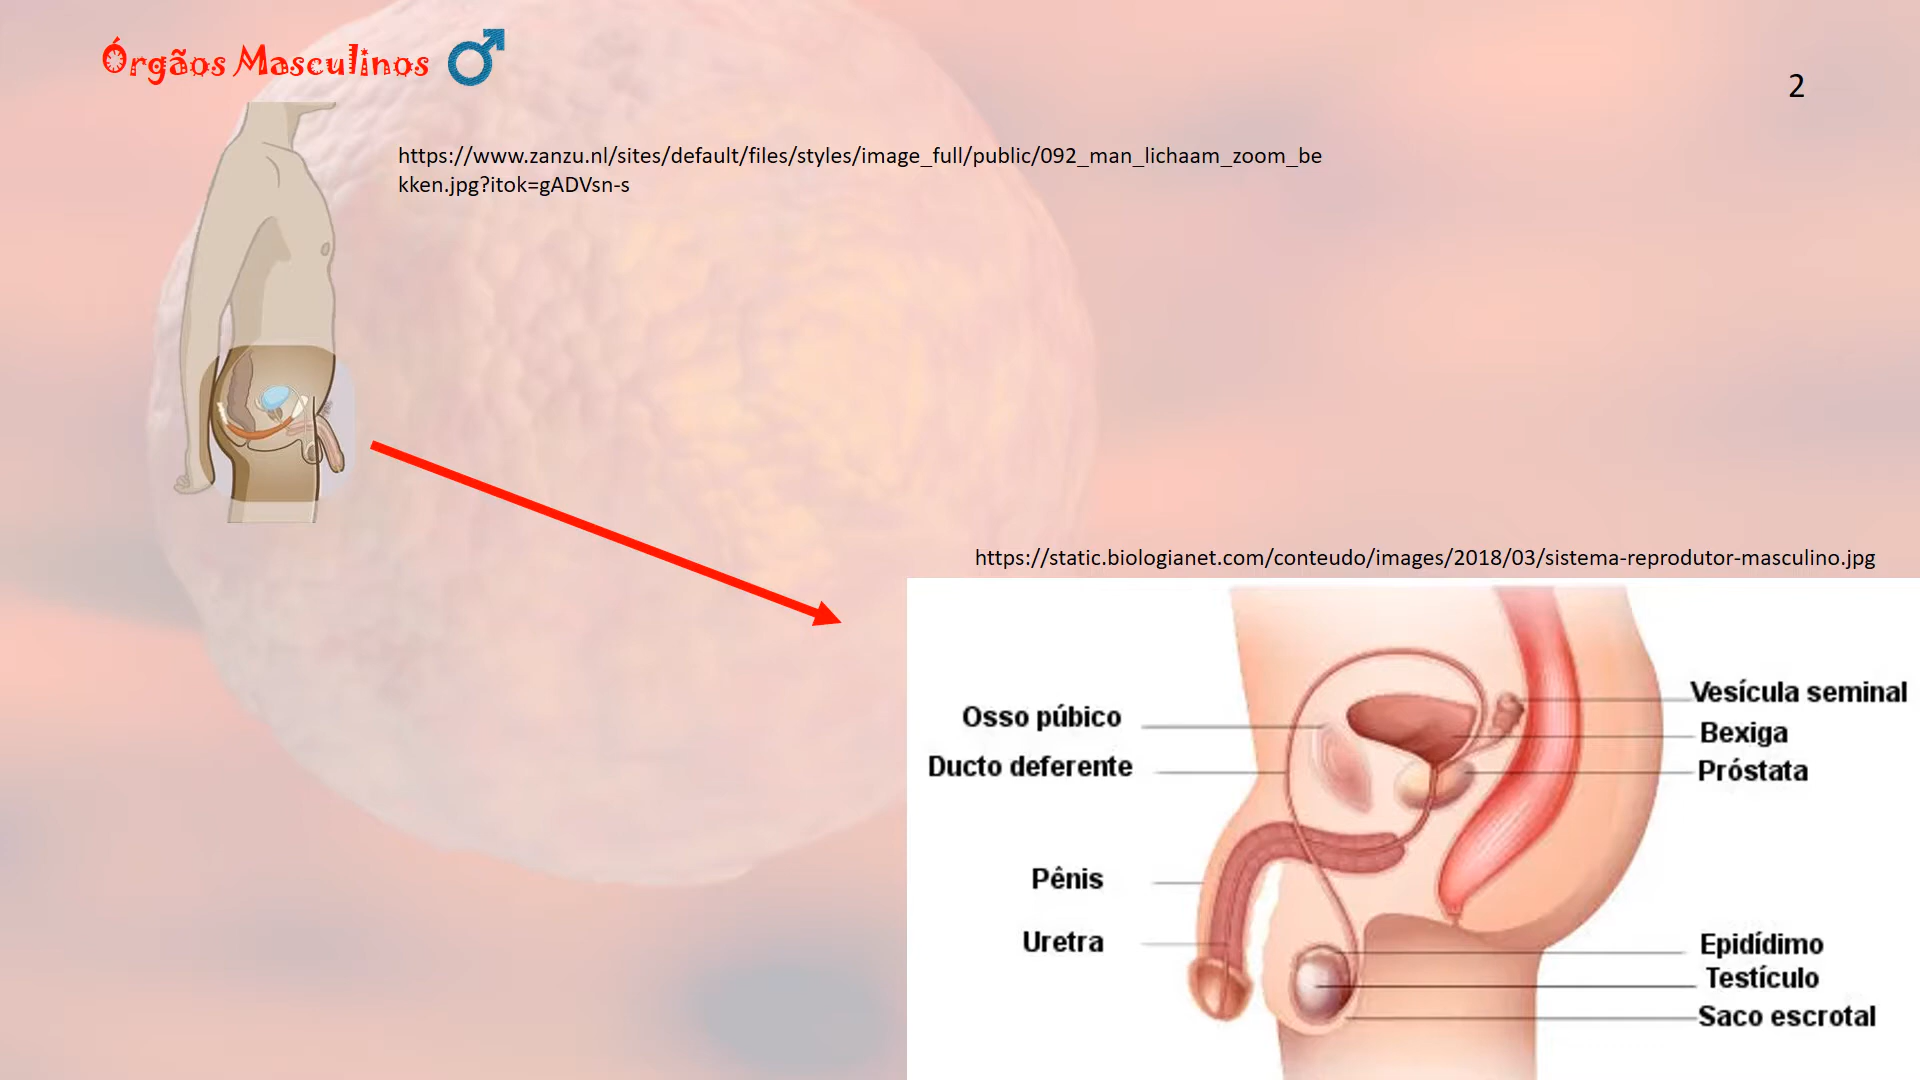 Órgãos Masculinos
2
https://www.zanzu.nl/sites/default/files/styles/image_full/public/092_man_lichaam_zoom_be
kken.jpg?itok=gADVsn-s
https://static.biologianet.com/conteudo/images/2018/03/sistema-reprodutor-masculino.jpg
Osso púbico
Ducto deferente
Pênis
Uretra
Vesícula seminal
Bexiga
Próstata
Epidídimo
Testículo
Saco escrotal